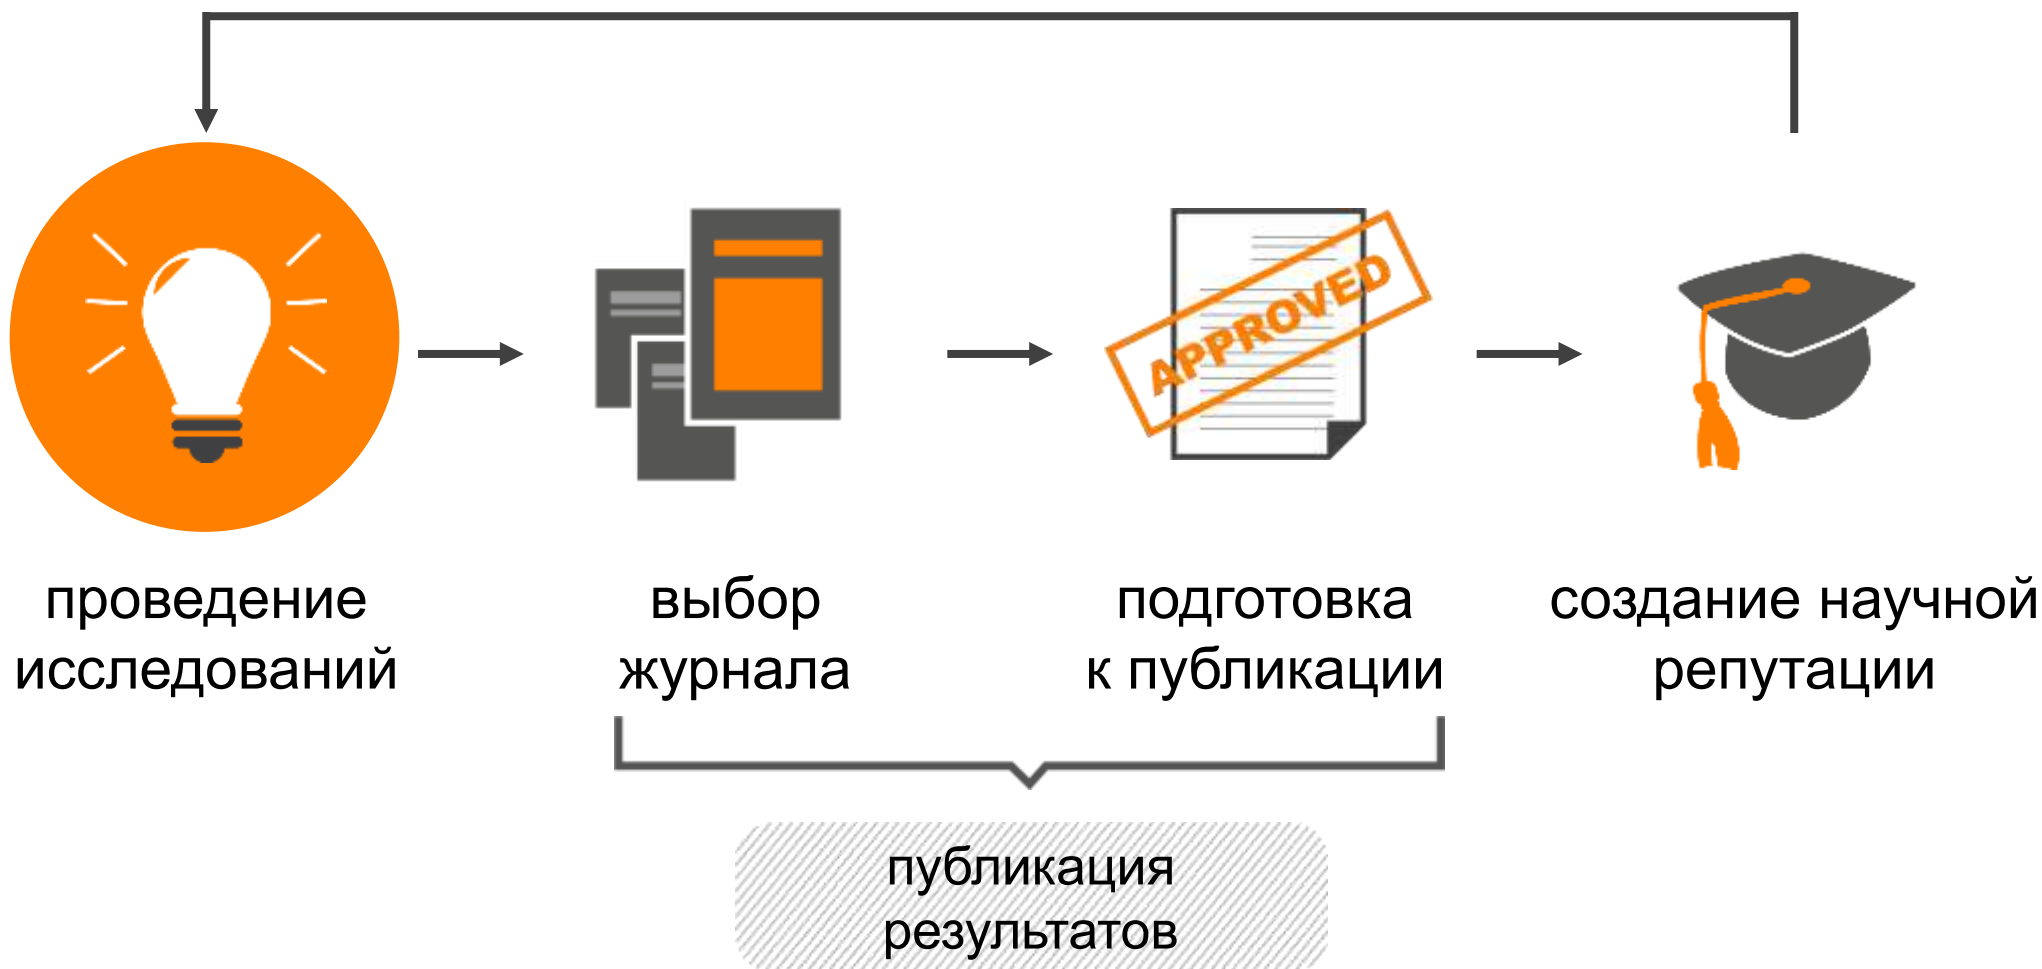 APPROVED
проведение
исследований
выбор
журнала
подготовка
к публикации
создание научной
репутации
публикация
результатов